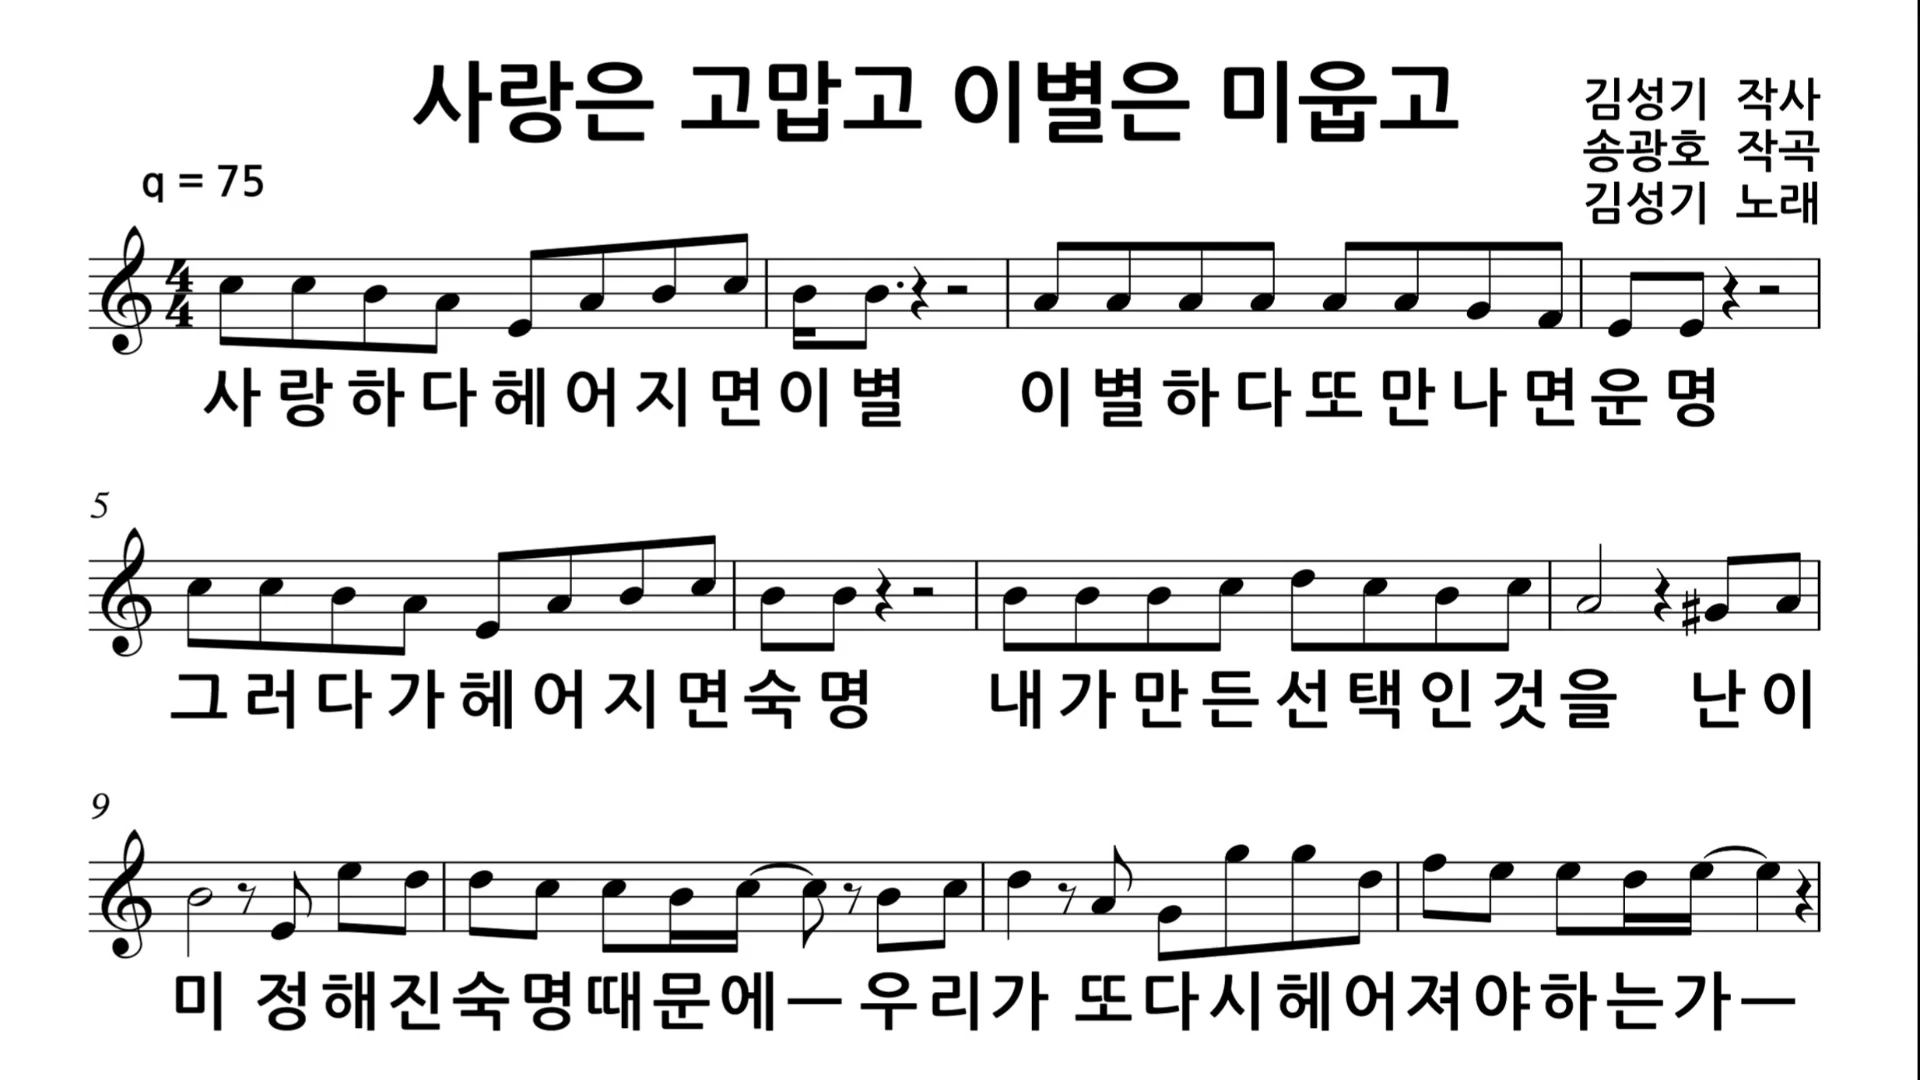 사랑은 고맙고 이별은 미웁고
김성기 작사
송광호 작곡
김성기 노래
q = 75
4
4
사랑하다헤어지면이별 이별하다또만나면운명
5
그러다가헤어지면숙명 내가만든선택인것을 난이
9
미 정해진숙명때문에— 우리가 또다시헤어져야하는가—